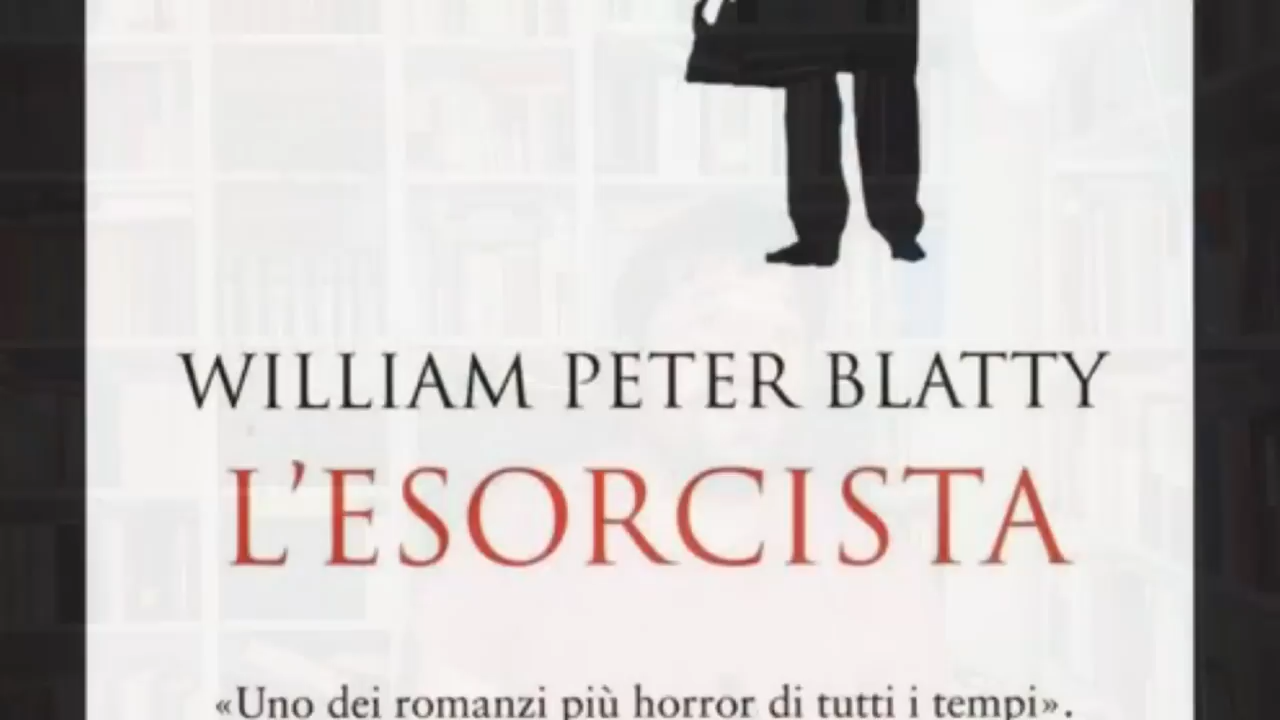 WILLIAM PETER BLATTY
L'ESORCISTA
«Uno dei romanzi più horror di tutti i tempi».